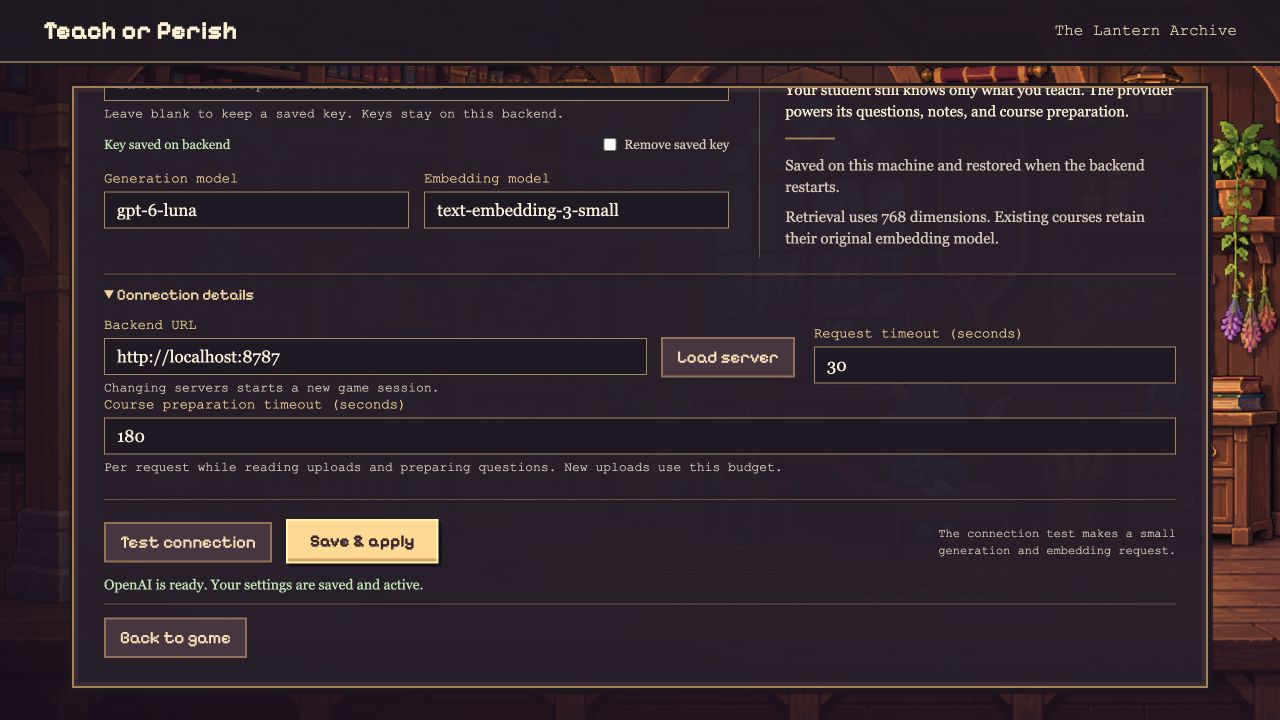 Teach or Perish
The Lantern Archive
Leave blank to keep a saved key. Keys stay on this backend.
Key saved on backend
Remove saved key
Generation model
Embedding model
gpt-6-luna
text-embedding-3-small
Your student still knows only what you teach. The provider
powers its questions, notes, and course preparation.
Saved on this machine and restored when the backend
restarts.
Retrieval uses 768 dimensions. Existing courses retain
their original embedding model.
▼Connection details
Backend URL
http://localhost:8787
Load server
Request timeout (seconds)
30
Changing servers starts a new game session.
Course preparation timeout (seconds)
180
Per request while reading uploads and preparing questions. New uploads use this budget.
Test connection
Save & apply
The connection test makes a small
generation and embedding request.
OpenAI is ready. Your settings are saved and active.
Back to game